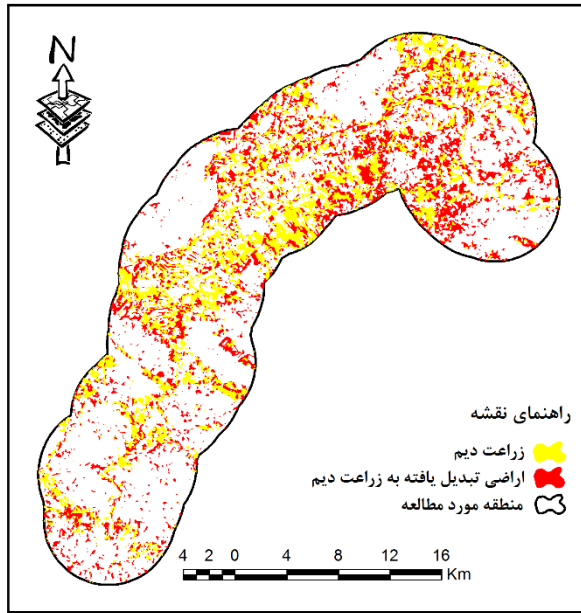 N
راهنمای نقشه
زراعت دیم
اراضی تبدیل یافته به زراعت دیم
منطقه مورد مطالعه
4 2 0 4 8 12 16
Km